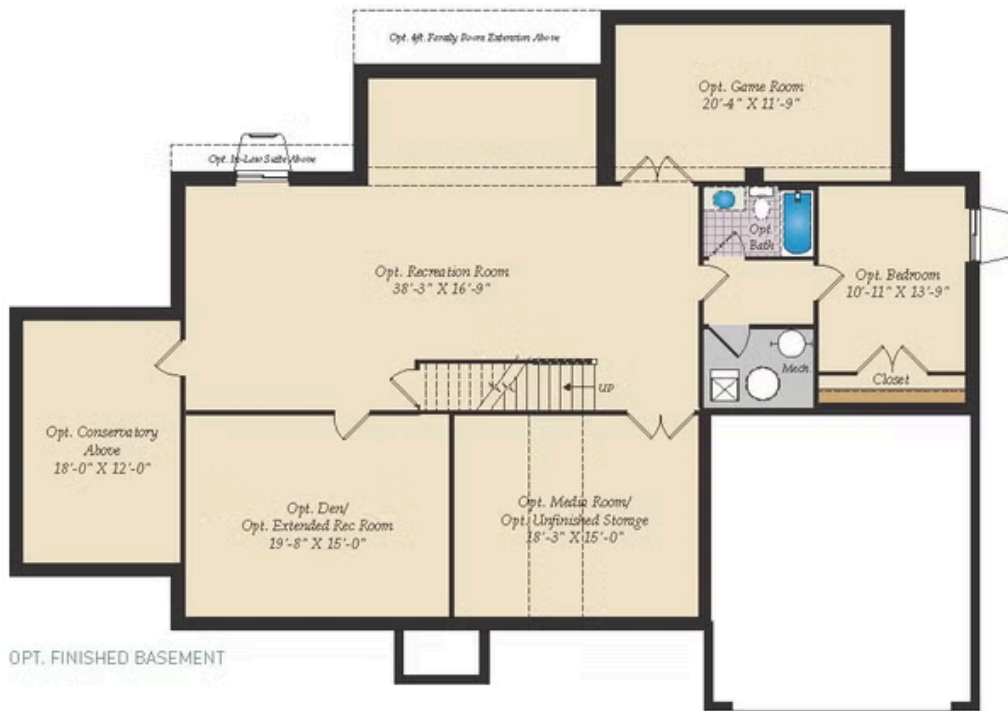 Opt. 4ft. Family Room Extension Above
Opt. Game Room
20'-4" X 11'-9"
Opt. In-Law Suite Above
Opt.
Bath
Opt. Recreation Room
38'-3" X 16'-9"
Opt. Bedroom
10'-11" X 13'-9"
Mech.
UP
Closet
Opt. Conservatory
Above
18'-0" X 12'-0"
Opt. Den/
Opt. Extended Rec Room
19'-8" X 15'-0"
Opt. Media Room/
Opt. Unfinished Storage
18'-3" X 15'-0"
OPT. FINISHED BASEMENT